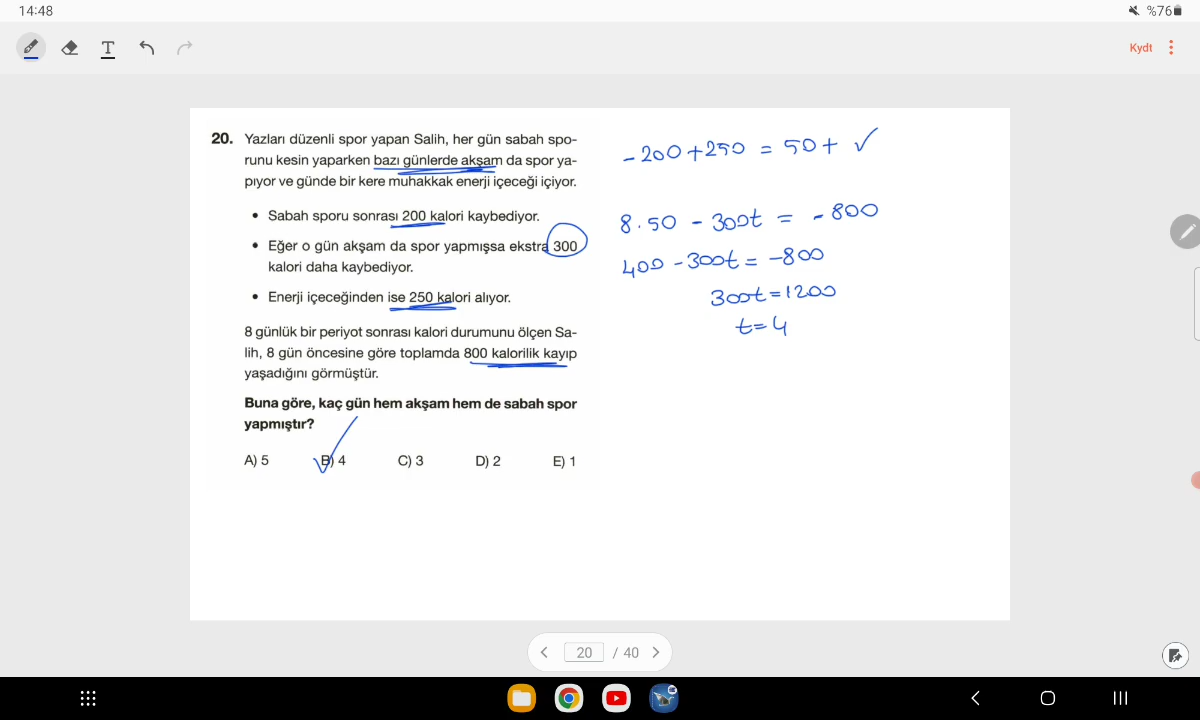 14:48
%76
T
Kydt
20. Yazları düzenli spor yapan Salih, her gün sabah spo-
runu kesin yaparken bazı günlerde akşam da spor ya-
pıyor ve günde bir kere muhakkak enerji içeceği içiyor.
• Sabah sporu sonrası 200 kalori kaybediyor.
• Eğer o gün akşam da spor yapmışsa ekstra 300
kalori daha kaybediyor.
• Enerji içeceğinden ise 250 kalori alıyor.
8 günlük bir periyot sonrası kalori durumunu ölçen Sa-
lih, 8 gün öncesine göre toplamda 800 kalorilik kayıp
yaşadığını görmüştür.
Buna göre, kaç gün hem akşam hem de sabah spor
yapmıştır?
A) 5 B) 4 C) 3 D) 2 E) 1
-200+250 = 50+ ✓
8.50 - 300t = -800
400 - 300t = -800
300t=1200
t=4
20 / 40